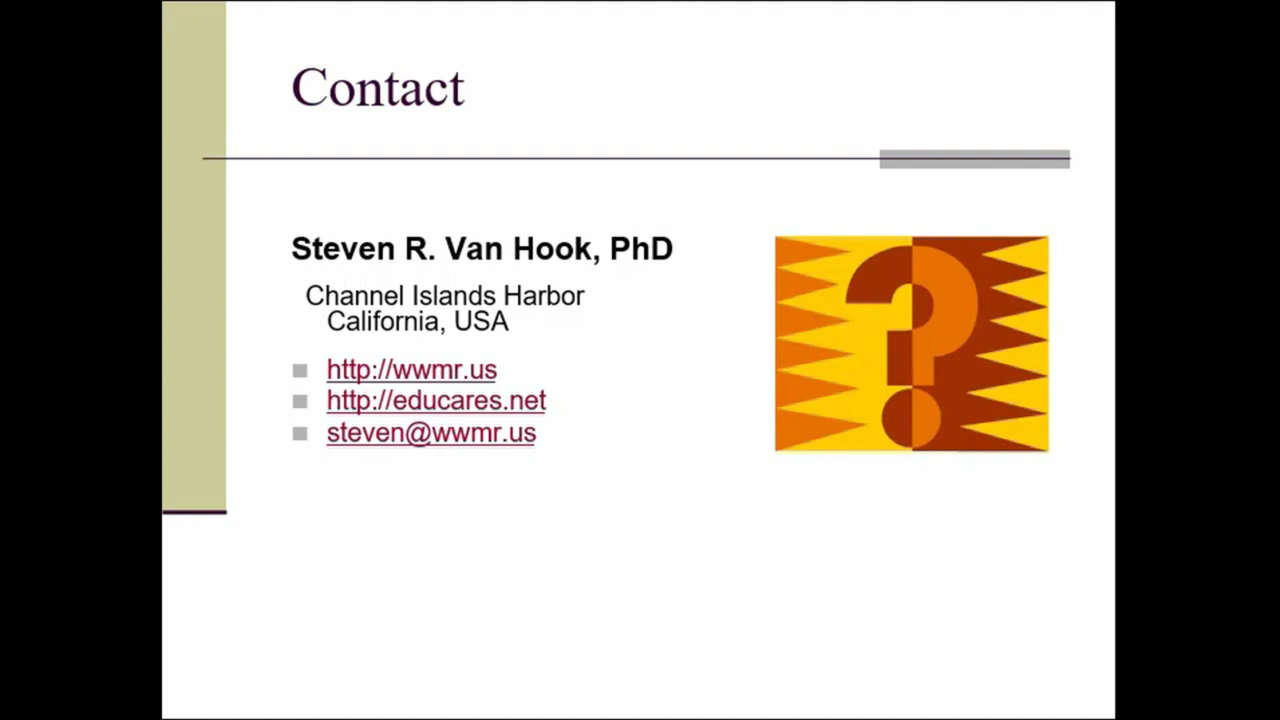 Contact
Steven R. Van Hook, PhD
Channel Islands Harbor
California, USA
http://wwmr.us
http://educares.net
steven@wwmr.us
?